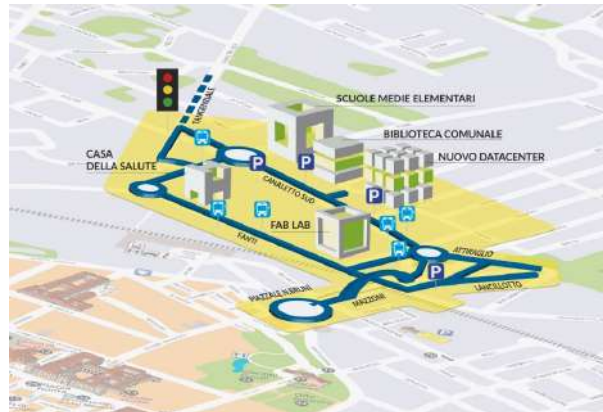 SCUOLE MEDIE ELEMENTARI
TANGENZIALE
BIBLIOTECA COMUNALE
P
P
NUOVO DATACENTER
CASA
DELLA SALUTE
CANALETTO SUD
P
FAB LAB
FANTI
ATTIRAGLIO
P
LANCILLOTTO
PIAZZALE N.BRUNI
MAZZONI